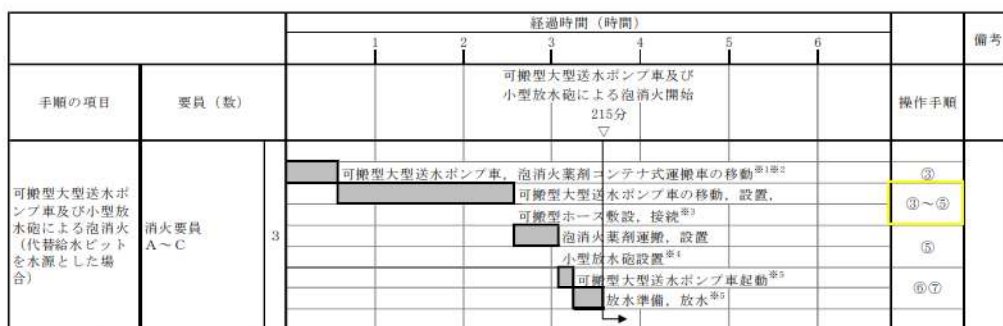 経過時間（時間）
備考
1 2 3 4 5 6
手順の項目
要員（数）
可搬型大型送水ポンプ車及び
小型放水砲による泡消火開始
215分
▽
操作手順
可搬型大型送水ポ
ンプ車及び小型放
水砲による泡消火
（代替給水ピット
を水源とした場
合）
消火要員
A～C
3
可搬型大型送水ポンプ車，泡消火薬剤コンテナ式運搬車の移動※1※2
③
可搬型大型送水ポンプ車の移動，設置，
可搬型ホース敷設，接続※3
③～⑤
泡消火薬剤運搬，設置
小型放水砲設置※4
⑤
可搬型大型送水ポンプ車起動※5
放水準備，放水※5
⑥⑦